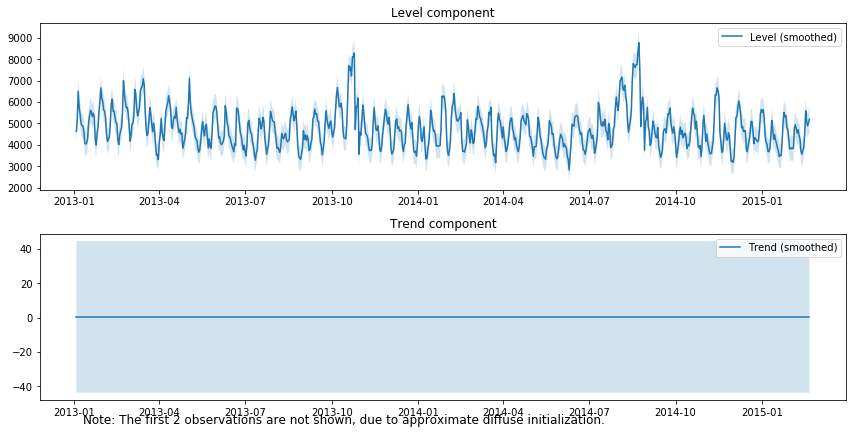 Level component
Level (smoothed)
9000
8000
7000
6000
5000
4000
3000
2000
2013-01 2013-04 2013-07 2013-10 2014-01 2014-04 2014-07 2014-10 2015-01
Trend component
Trend (smoothed)
40
20
0
−20
−40
2013-01 2013-04 2013-07 2013-10 2014-01 2014-04 2014-07 2014-10 2015-01
Note: The first 2 observations are not shown, due to approximate diffuse initialization.